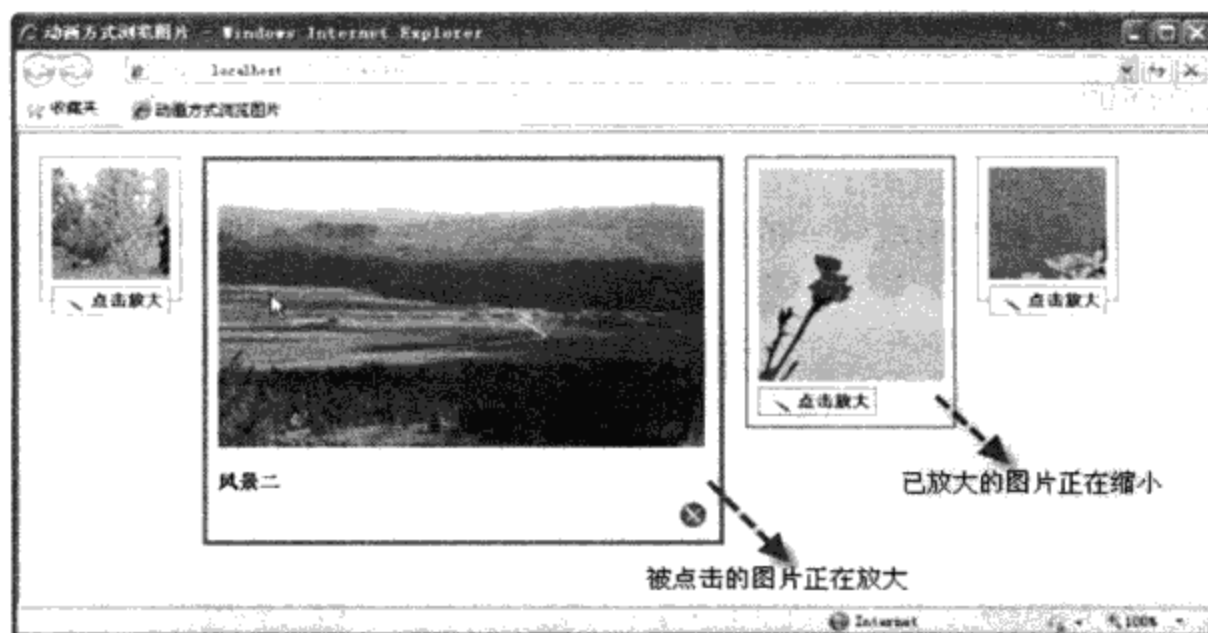 动画方式浏览图片 - Windows Internet Explorer
localhost
收藏夹 动画方式浏览图片
点击放大
点击放大
点击放大
风景二
已放大的图片正在缩小
被点击的图片正在放大
Internet
100%